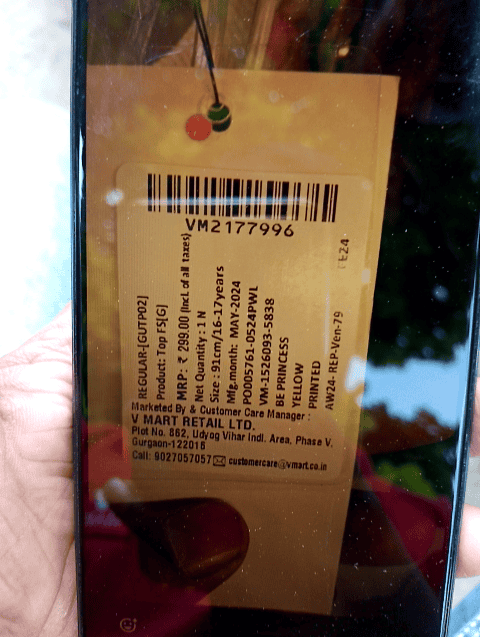 VM2177996
REGULAR-[GUTP02]
Product: Top FS[G]
MRP: ₹ 299.00 (Incl. of all taxes)
Net Quantity : 1 N
Size : 91cm/16-17years
Mfg.month: MAY-2024
PO005761-0524PWL
VM-1526093-5838
BE PRINCESS
YELLOW
PRINTED
AW24- REP-Ven-79
Marketed By & Customer Care Manager :
V MART RETAIL LTD.
Plot No. 862, Udyog Vihar Indl. Area, Phase V,
Gurgaon-122016
Call: 9027057057 customercare@vmart.co.in